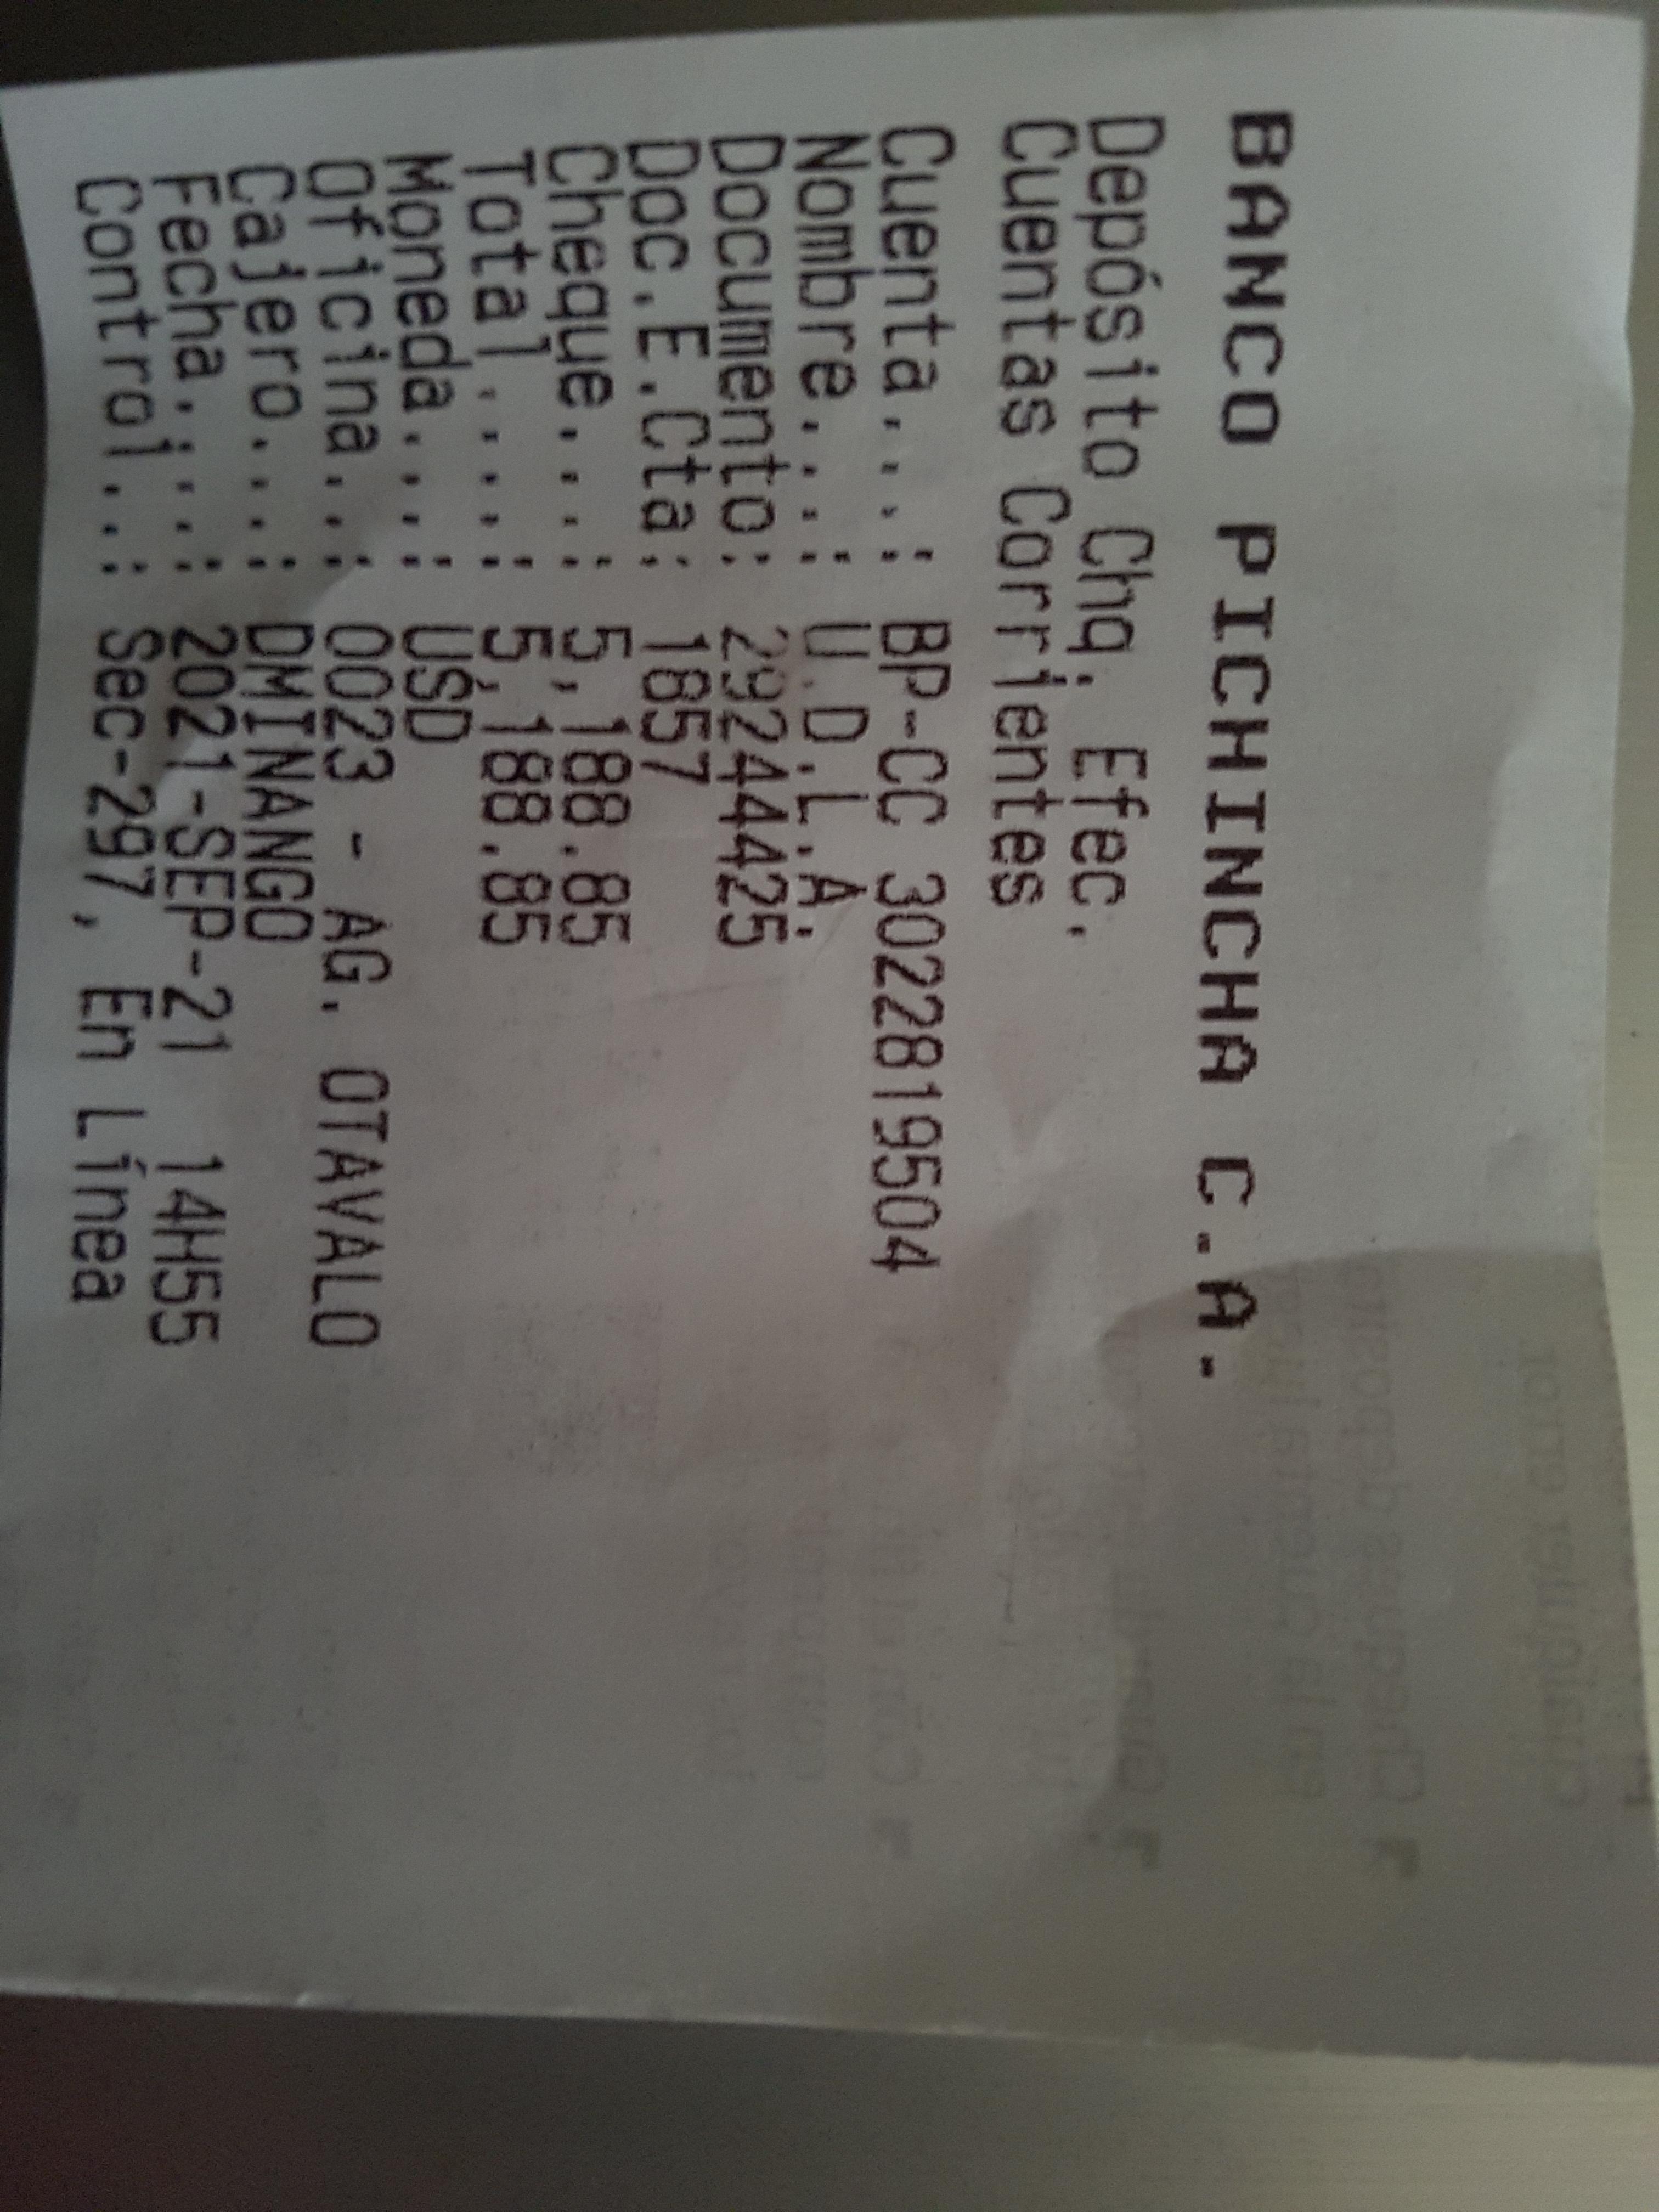 BANCO PICHINCHA C.A.
Depósito Chq. Efec.
Cuentas Corrientes
Cuenta....: BP-CC 3022819504
Nombre....: U.D.L.A.
Documento: 29244425
Doc.E.Cta: 1857
Cheque....: 5,188.85
Total.....: 5,188.85
Moneda....: USD
Oficina...: 0023 - AG. OTAVALO
Cajero....: DMINANGO
Fecha.....: 2021-SEP-21 14H55
Control...: Sec-297, En Línea